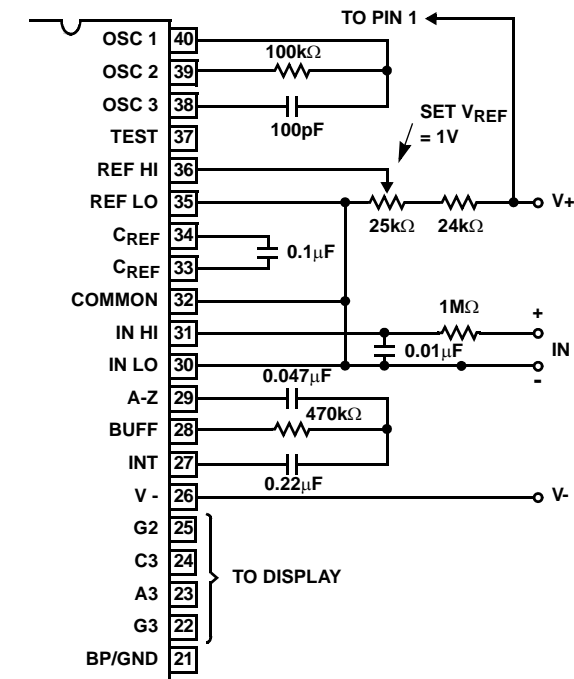 TO PIN 1
OSC 1 40
100kΩ
OSC 2 39
OSC 3 38
100pF
TEST 37
SET VREF
= 1V
REF HI 36
REF LO 35
25kΩ 24kΩ
V+
CREF 34
0.1μF
CREF 33
COMMON 32
1MΩ
IN HI 31
+
0.01μF
IN
IN LO 30
-
0.047μF
A-Z 29
470kΩ
BUFF 28
INT 27
0.22μF
V - 26
V-
G2 25
C3 24
TO DISPLAY
A3 23
G3 22
BP/GND 21